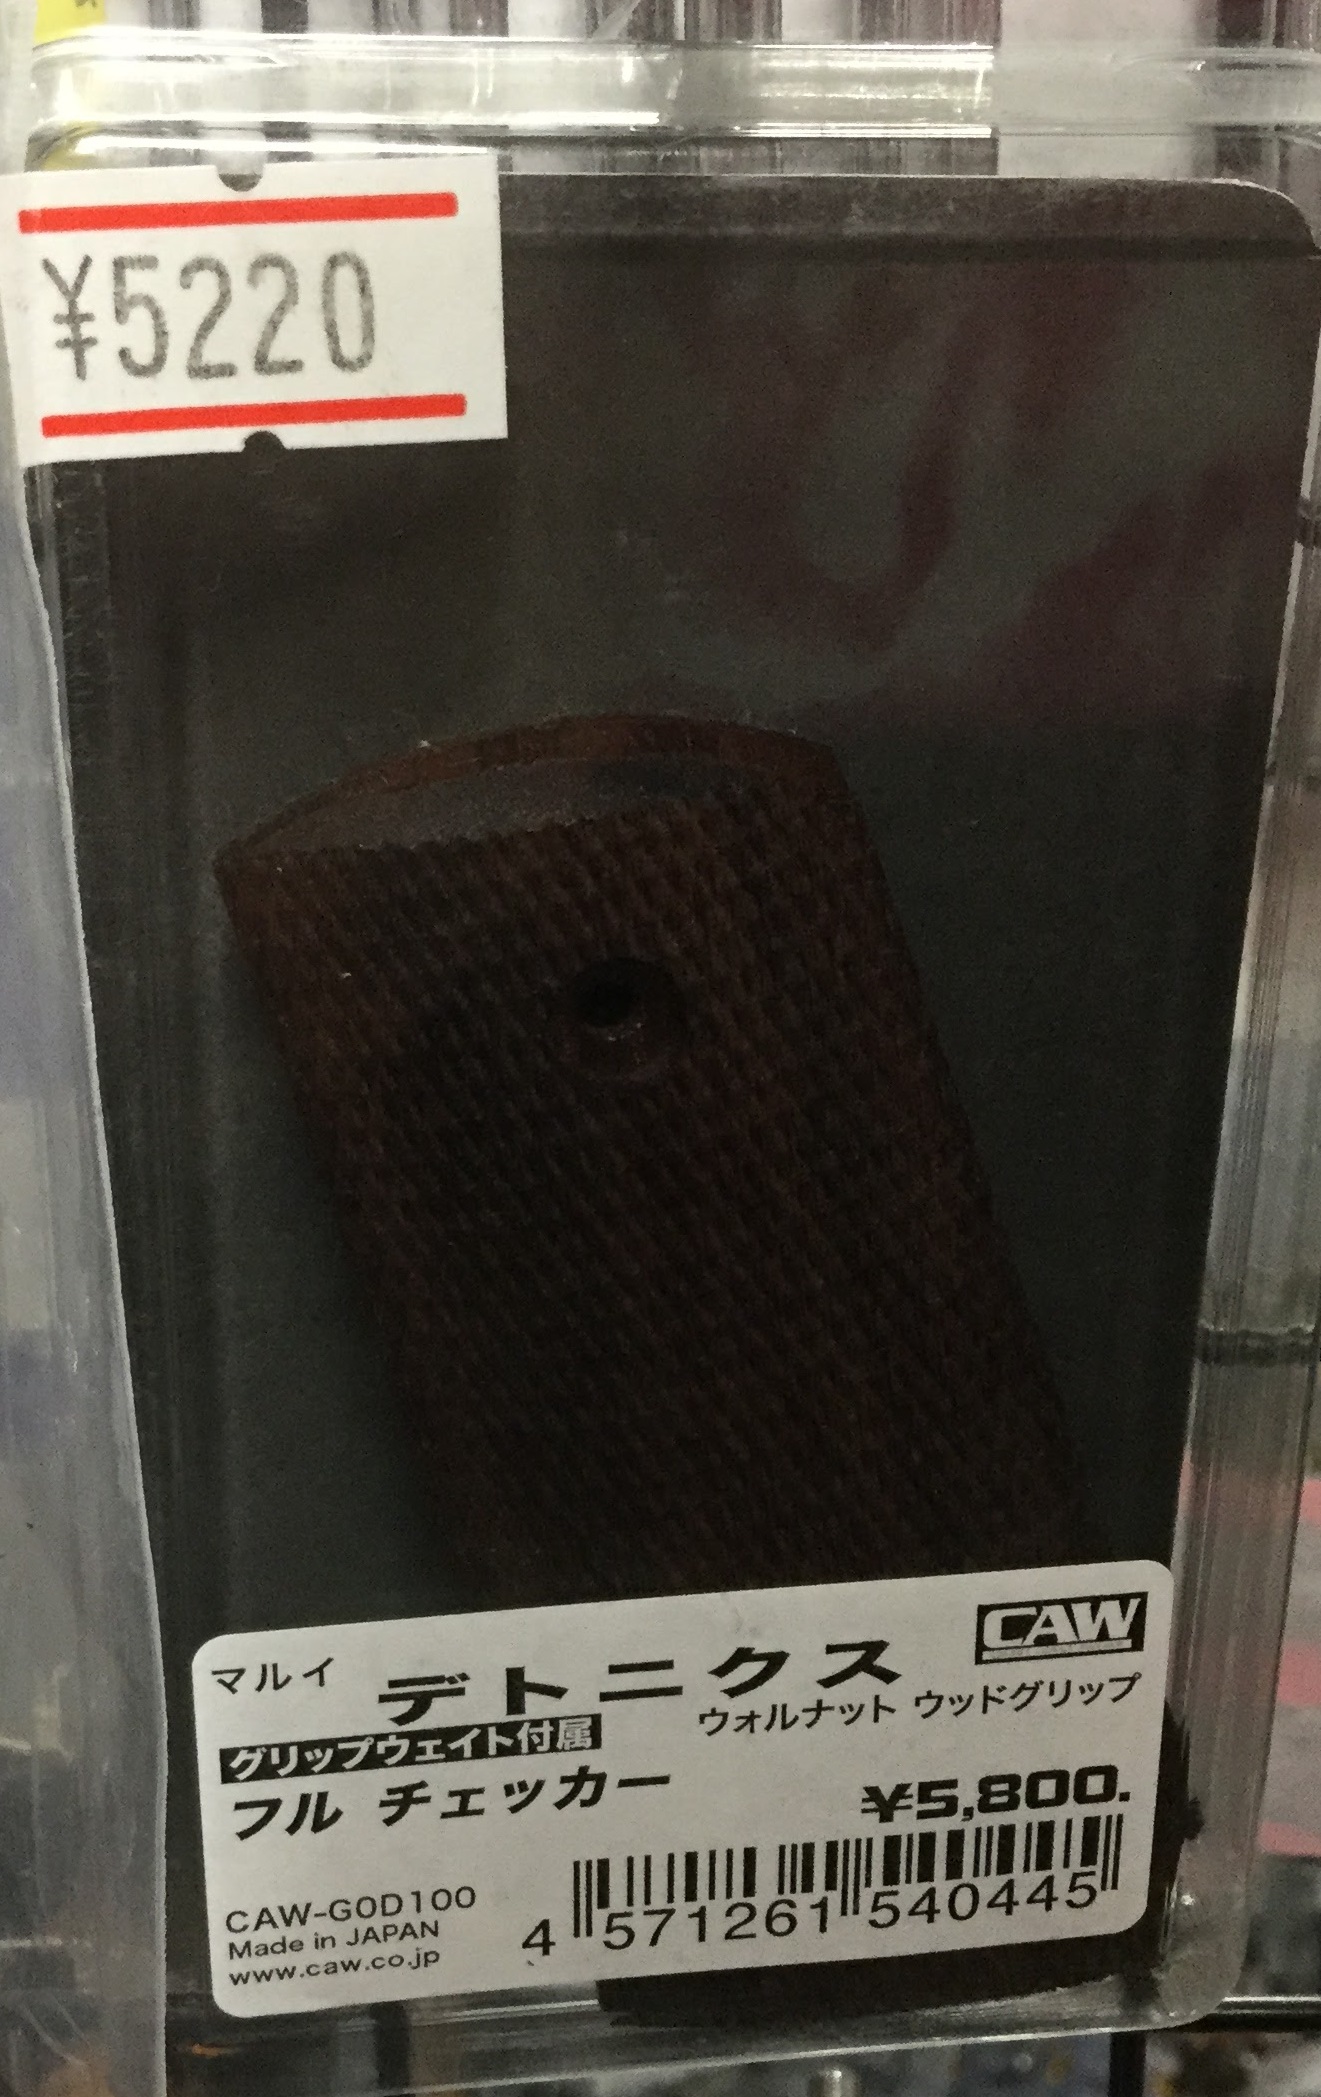 ¥5220
CAW
マルイ デトニクス
ウォルナット ウッドグリップ
グリップウェイト付属
フル チェッカー
¥5,800.
CAW-G0D100
Made in JAPAN
www.caw.co.jp
4 571261 540445